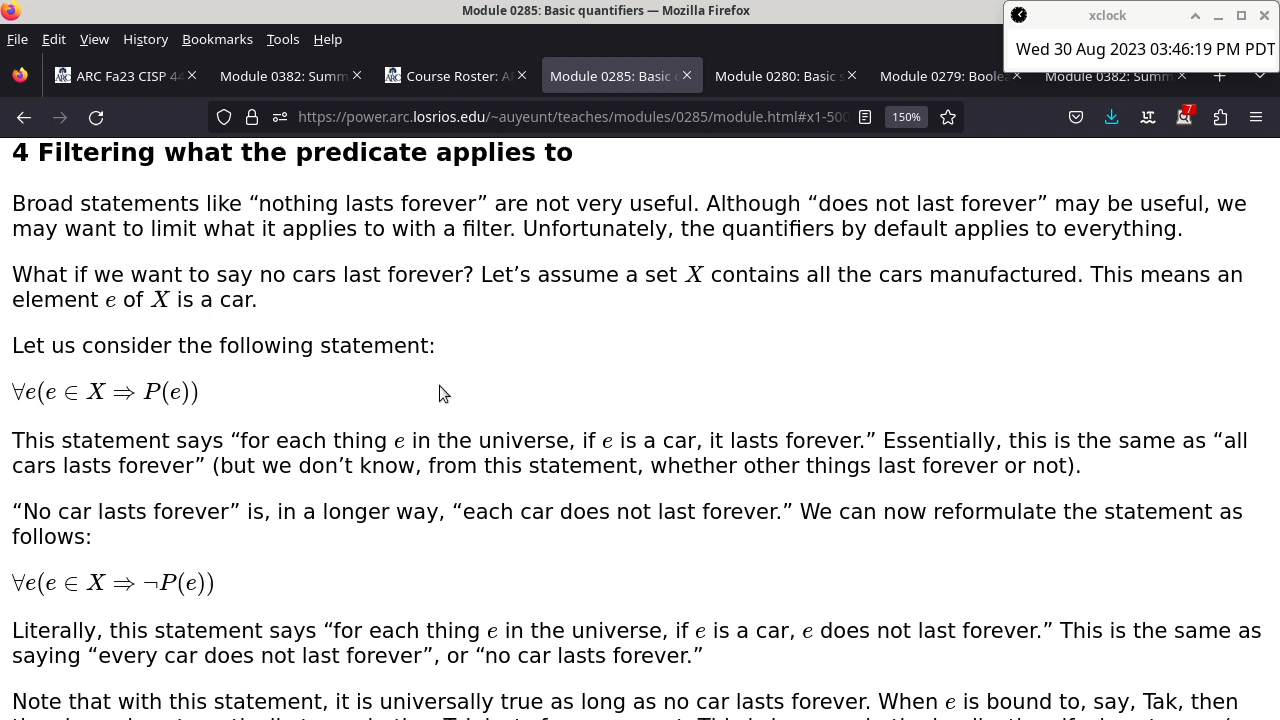 Module 0285: Basic quantifiers — Mozilla Firefox
xclock
File Edit View History Bookmarks Tools Help
Wed 30 Aug 2023 03:46:19 PM PDT
ARC Fa23 CISP 44
Module 0382: Summ
Course Roster: A
Module 0285: Basic
Module 0280: Basic s
Module 0279: Boole
Module 0382: Summ
https://power.arc.losrios.edu/~auyeunt/teaches/modules/0285/module.html#x1-500
150%
7
4 Filtering what the predicate applies to
Broad statements like “nothing lasts forever” are not very useful. Although “does not last forever” may be useful, we
may want to limit what it applies to with a filter. Unfortunately, the quantifiers by default applies to everything.
What if we want to say no cars last forever? Let’s assume a set X contains all the cars manufactured. This means an
element e of X is a car.
Let us consider the following statement:
∀e(e ∈ X ⇒ P(e))
This statement says “for each thing e in the universe, if e is a car, it lasts forever.” Essentially, this is the same as “all
cars lasts forever” (but we don’t know, from this statement, whether other things last forever or not).
“No car lasts forever” is, in a longer way, “each car does not last forever.” We can now reformulate the statement as
follows:
∀e(e ∈ X ⇒ ¬P(e))
Literally, this statement says “for each thing e in the universe, if e is a car, e does not last forever.” This is the same as
saying “every car does not last forever”, or “no car lasts forever.”
Note that with this statement, it is universally true as long as no car lasts forever. When e is bound to, say, Tak, then